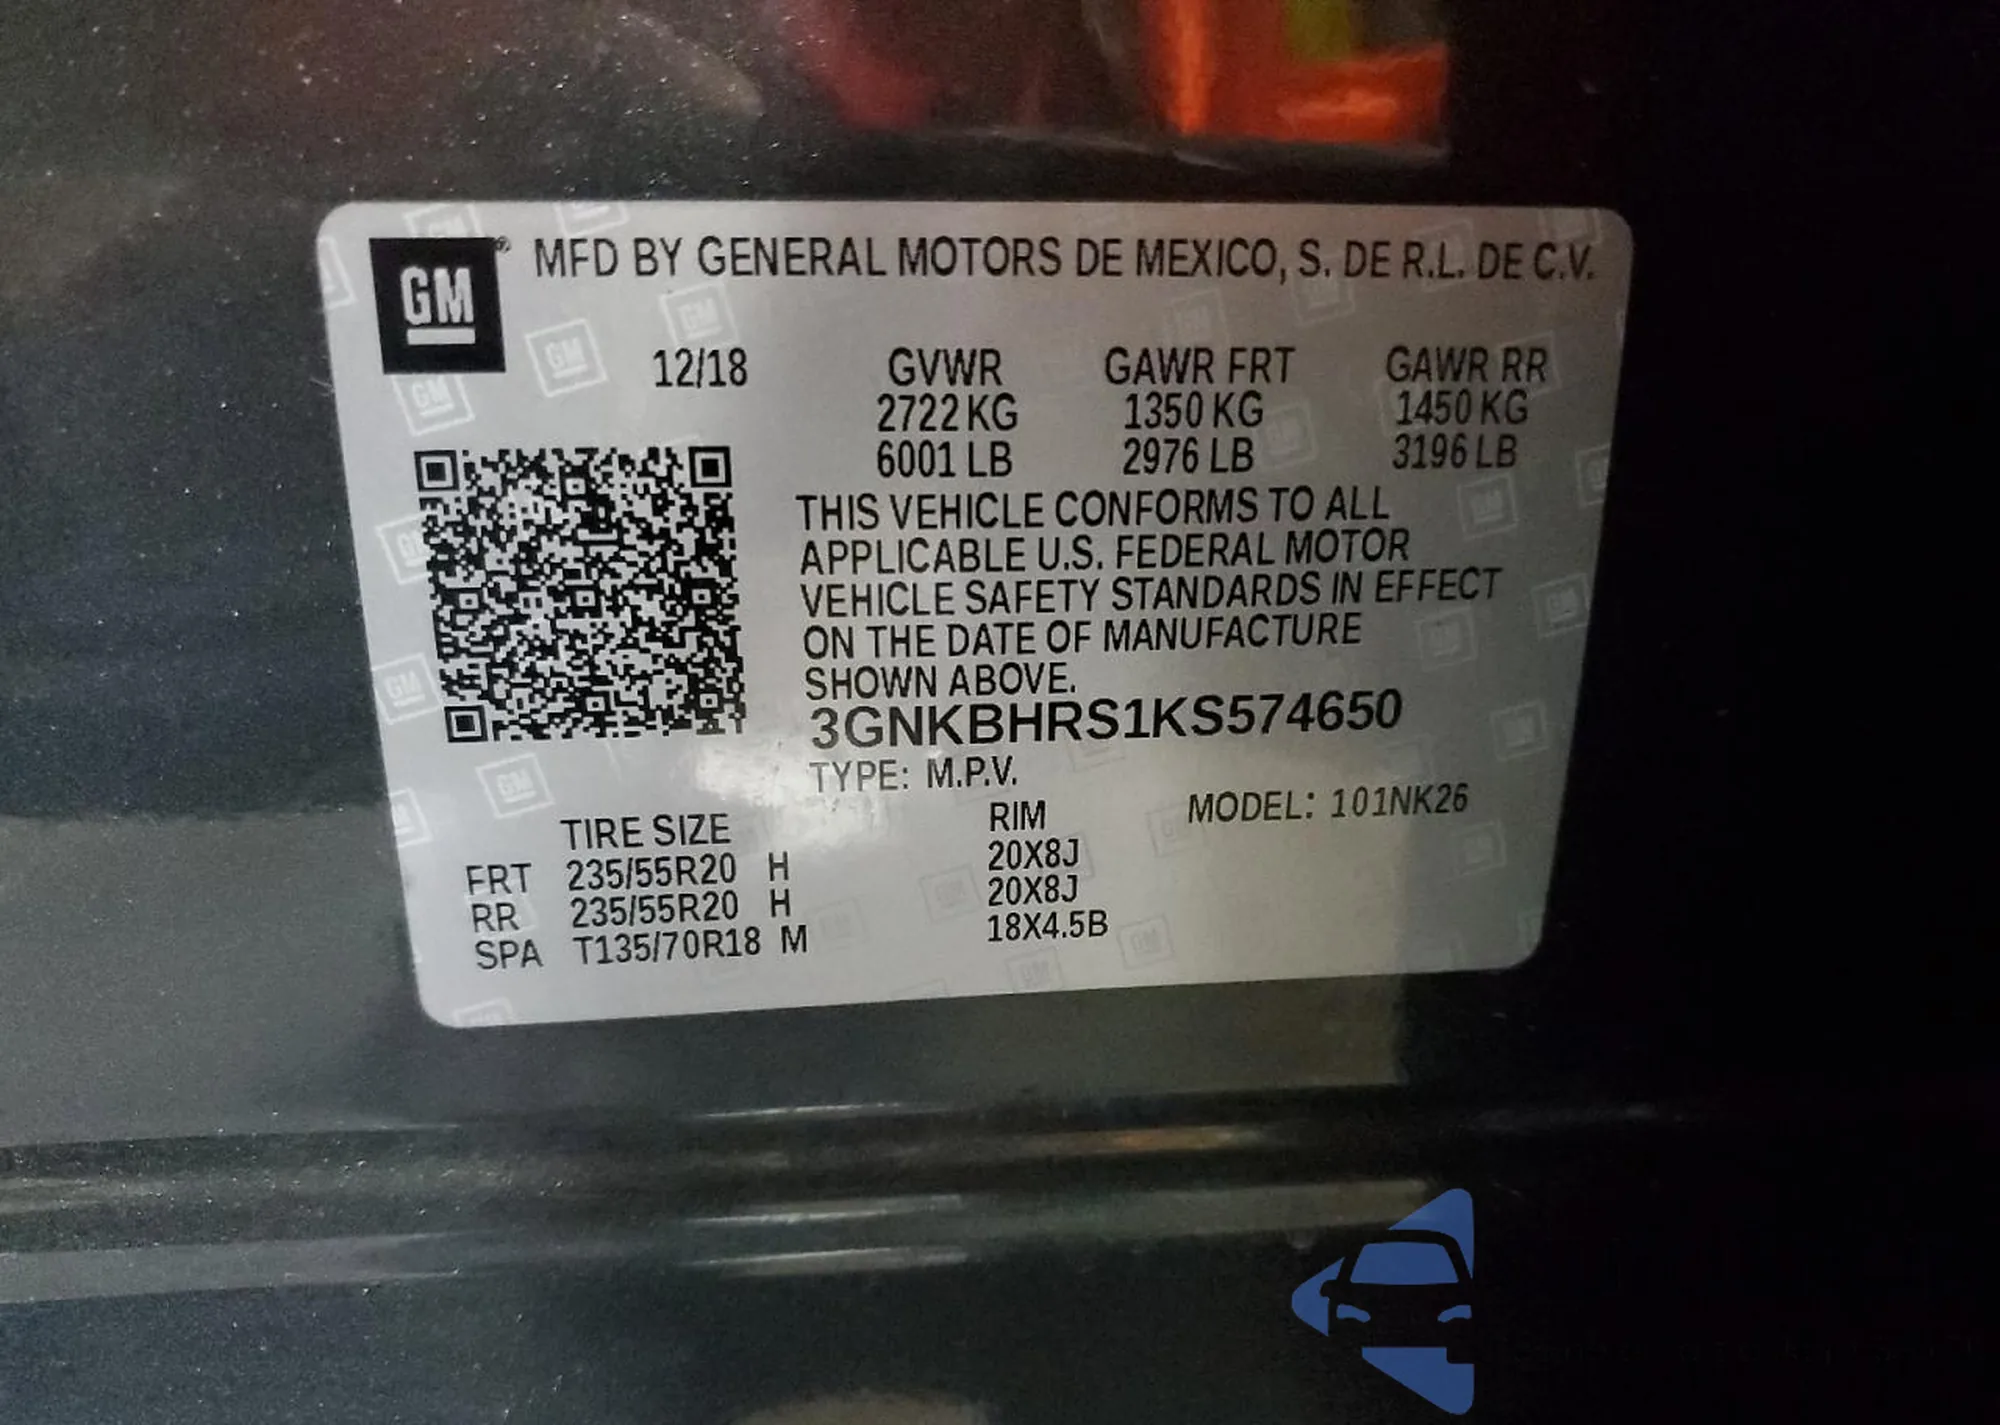 GM ® MFD BY GENERAL MOTORS DE MEXICO, S. DE R.L. DE C.V.
12/18 GVWR GAWR FRT GAWR RR
2722 KG 1350 KG 1450 KG
6001 LB 2976 LB 3196 LB
THIS VEHICLE CONFORMS TO ALL
APPLICABLE U.S. FEDERAL MOTOR
VEHICLE SAFETY STANDARDS IN EFFECT
ON THE DATE OF MANUFACTURE
SHOWN ABOVE.
3GNKBHRS1KS574650
TYPE: M.P.V.
TIRE SIZE RIM MODEL: 101NK26
FRT 235/55R20 H 20X8J
RR 235/55R20 H 20X8J
SPA T135/70R18 M 18X4.5B